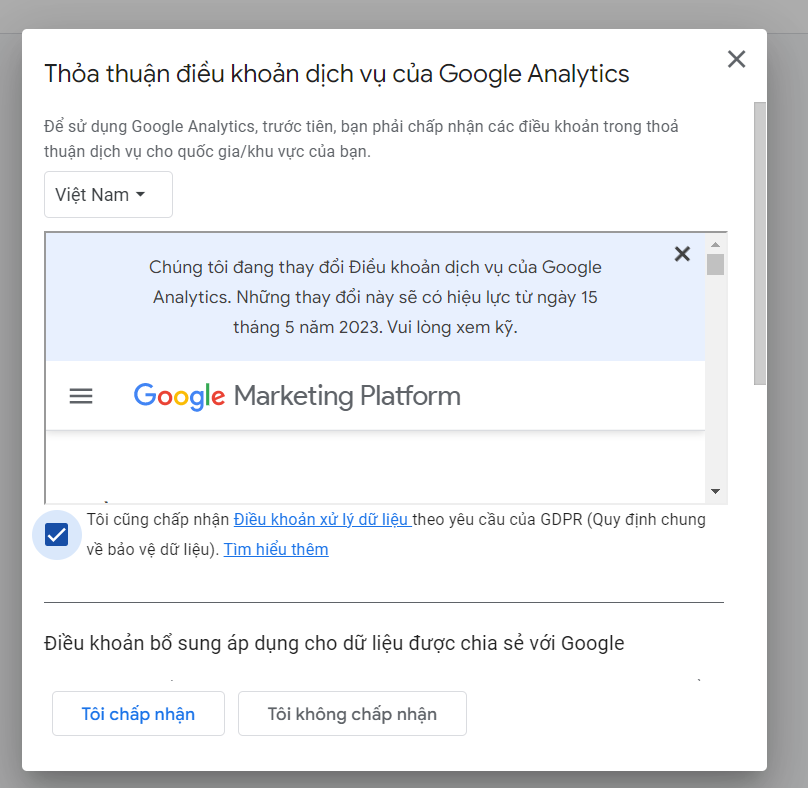 Thỏa thuận điều khoản dịch vụ của Google Analytics
Để sử dụng Google Analytics, trước tiên, bạn phải chấp nhận các điều khoản trong thoả
thuận dịch vụ cho quốc gia/khu vực của bạn.
Việt Nam
Chúng tôi đang thay đổi Điều khoản dịch vụ của Google
Analytics. Những thay đổi này sẽ có hiệu lực từ ngày 15
tháng 5 năm 2023. Vui lòng xem kỹ.
Google Marketing Platform
Tôi cũng chấp nhận Điều khoản xử lý dữ liệu theo yêu cầu của GDPR (Quy định chung
về bảo vệ dữ liệu). Tìm hiểu thêm
Điều khoản bổ sung áp dụng cho dữ liệu được chia sẻ với Google
Tôi chấp nhận
Tôi không chấp nhận